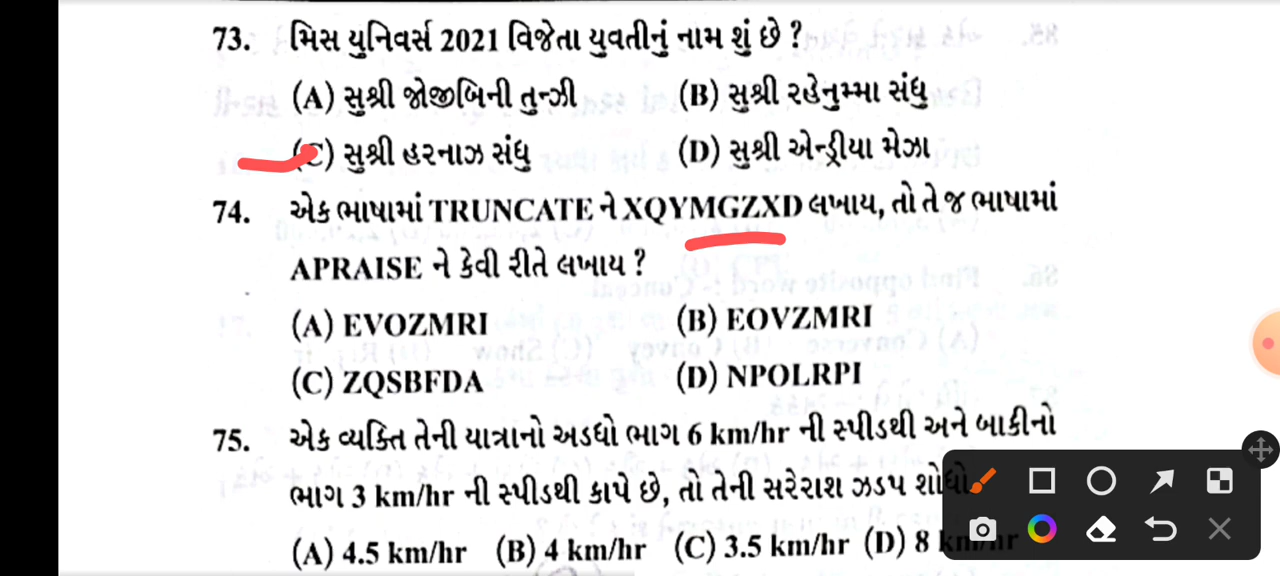 73. મિસ યુનિવર્સ 2021 વિજેતા યુવતીનું નામ શું છે ?
(A) સુશ્રી જોજીબિની તુન્ઝી (B) સુશ્રી રહેનુમ્મા સંધુ
(C) સુશ્રી હરનાઝ સંધુ (D) સુશ્રી એન્ડ્રીયા મેઝા
74. એક ભાષામાં TRUNCATE ને XQYMGZXD લખાય, તો તે જ ભાષામાં
APRAISE ને કેવી રીતે લખાય ?
(A) EVOZMRI (B) EOVZMRI
(C) ZQSBFDA (D) NPOLRPI
75. એક વ્યક્તિ તેની યાત્રાનો અડધો ભાગ 6 km/hr ની સ્પીડથી અને બાકીનો
ભાગ 3 km/hr ની સ્પીડથી કાપે છે, તો તેની સરેરાશ ઝડપ શોધો.
(A) 4.5 km/hr (B) 4 km/hr (C) 3.5 km/hr (D) 8 km/hr